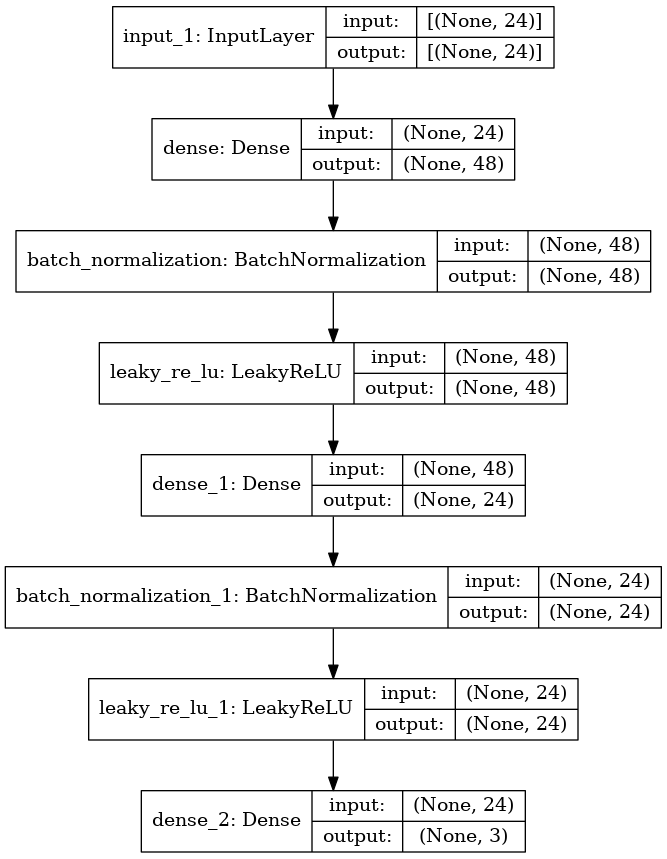 input_1: InputLayer
input:
[(None, 24)]
output:
[(None, 24)]
dense: Dense
input:
(None, 24)
output:
(None, 48)
batch_normalization: BatchNormalization
input:
(None, 48)
output:
(None, 48)
leaky_re_lu: LeakyReLU
input:
(None, 48)
output:
(None, 48)
dense_1: Dense
input:
(None, 48)
output:
(None, 24)
batch_normalization_1: BatchNormalization
input:
(None, 24)
output:
(None, 24)
leaky_re_lu_1: LeakyReLU
input:
(None, 24)
output:
(None, 24)
dense_2: Dense
input:
(None, 24)
output:
(None, 3)